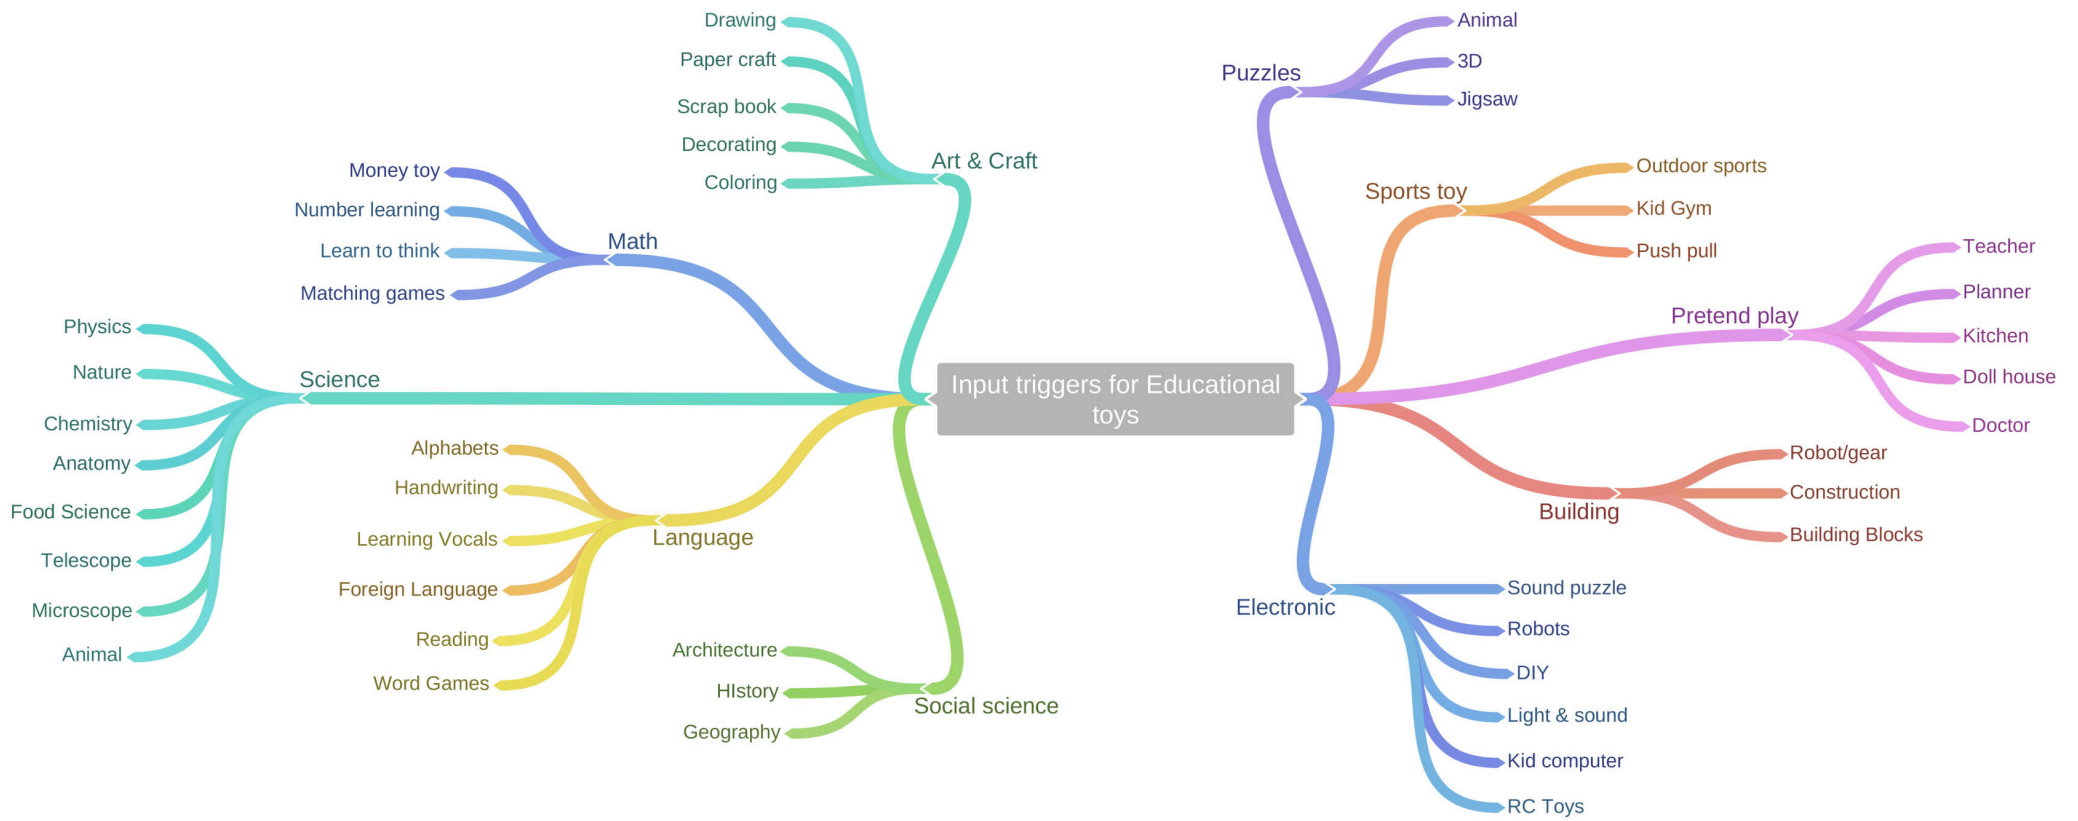 Input triggers for Educational
toys
Art & Craft
Drawing
Paper craft
Scrap book
Decorating
Coloring
Math
Money toy
Number learning
Learn to think
Matching games
Science
Physics
Nature
Chemistry
Anatomy
Food Science
Telescope
Microscope
Animal
Language
Alphabets
Handwriting
Learning Vocals
Foreign Language
Reading
Word Games
Social science
Architecture
HIstory
Geography
Puzzles
Animal
3D
Jigsaw
Sports toy
Outdoor sports
Kid Gym
Push pull
Pretend play
Teacher
Planner
Kitchen
Doll house
Doctor
Building
Robot/gear
Construction
Building Blocks
Electronic
Sound puzzle
Robots
DIY
Light & sound
Kid computer
RC Toys